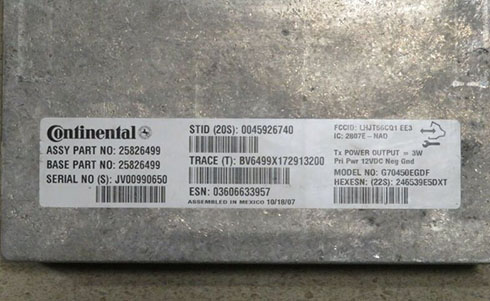 Continental
ASSY PART NO: 25826499
BASE PART NO: 25826499
SERIAL NO (S): JV00990650
STID (20S): 0045926740
TRACE (T): BV6499X172913200
ESN: 03606633957
ASSEMBLED IN MEXICO 10/18/07
FCCID: LHJT56CQ1 EE3
IC: 2807E - NAD
Tx POWER OUTPUT = 3W
Pri Pwr 12VDC Neg Gnd
MODEL NO: G70450EGDF
HEXESN: (22S): 246539E5DXT